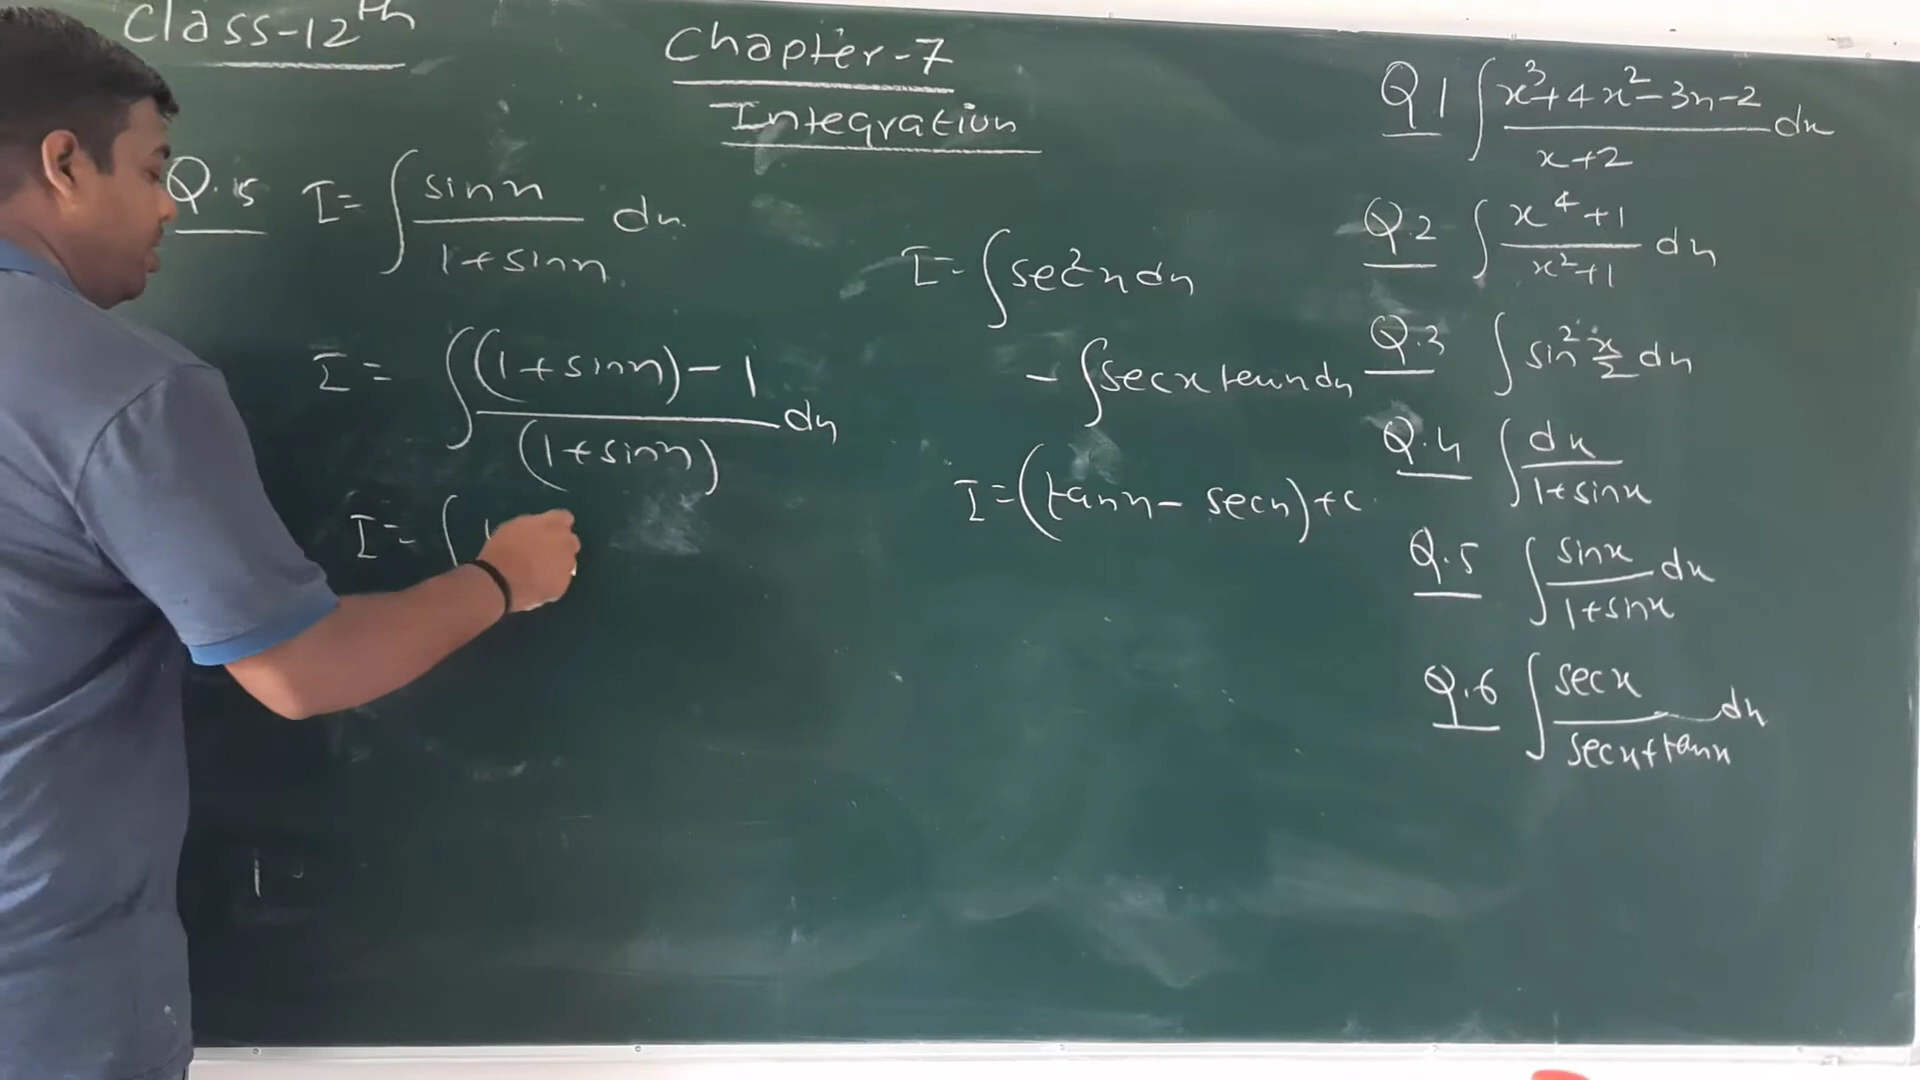 Class-12th
Chapter-7
Integration
Q.5 I= ∫ sinx/1+sinx dx
I= ∫ (1+sinx)-1/(1+sinx) dx
I= ∫
I= ∫sec²x dx
- ∫secx tanx dx
I=(tanx- secx)+c
Q1 ∫ x³+4x²-3x-2/x+2 dx
Q.2 ∫ x⁴+1/x²+1 dx
Q.3 ∫ sin² x/2 dx
Q.4 ∫ dx/1+sinx
Q.5 ∫ sinx/1+sinx dx
Q.6 ∫ secx/secx+tanx dx